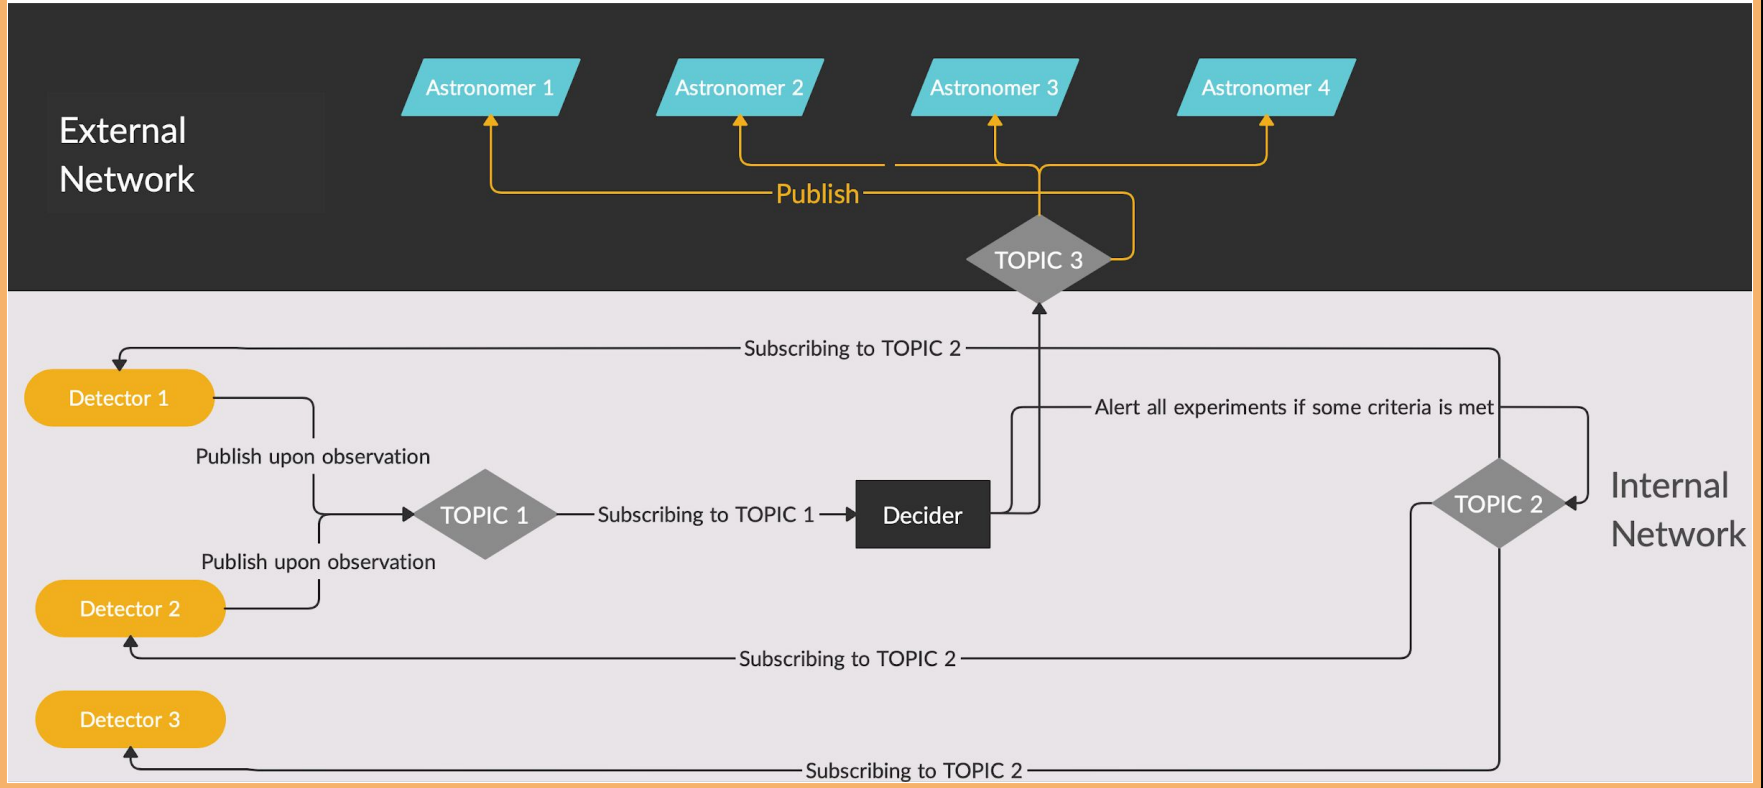 Astronomer 1
Astronomer 2
Astronomer 3
Astronomer 4
External
Network
Publish
TOPIC 3
Subscribing to TOPIC 2
Detector 1
Alert all experiments if some criteria is met
Publish upon observation
TOPIC 1
Subscribing to TOPIC 1
Decider
TOPIC 2
Internal
Network
Publish upon observation
Detector 2
Subscribing to TOPIC 2
Detector 3
Subscribing to TOPIC 2